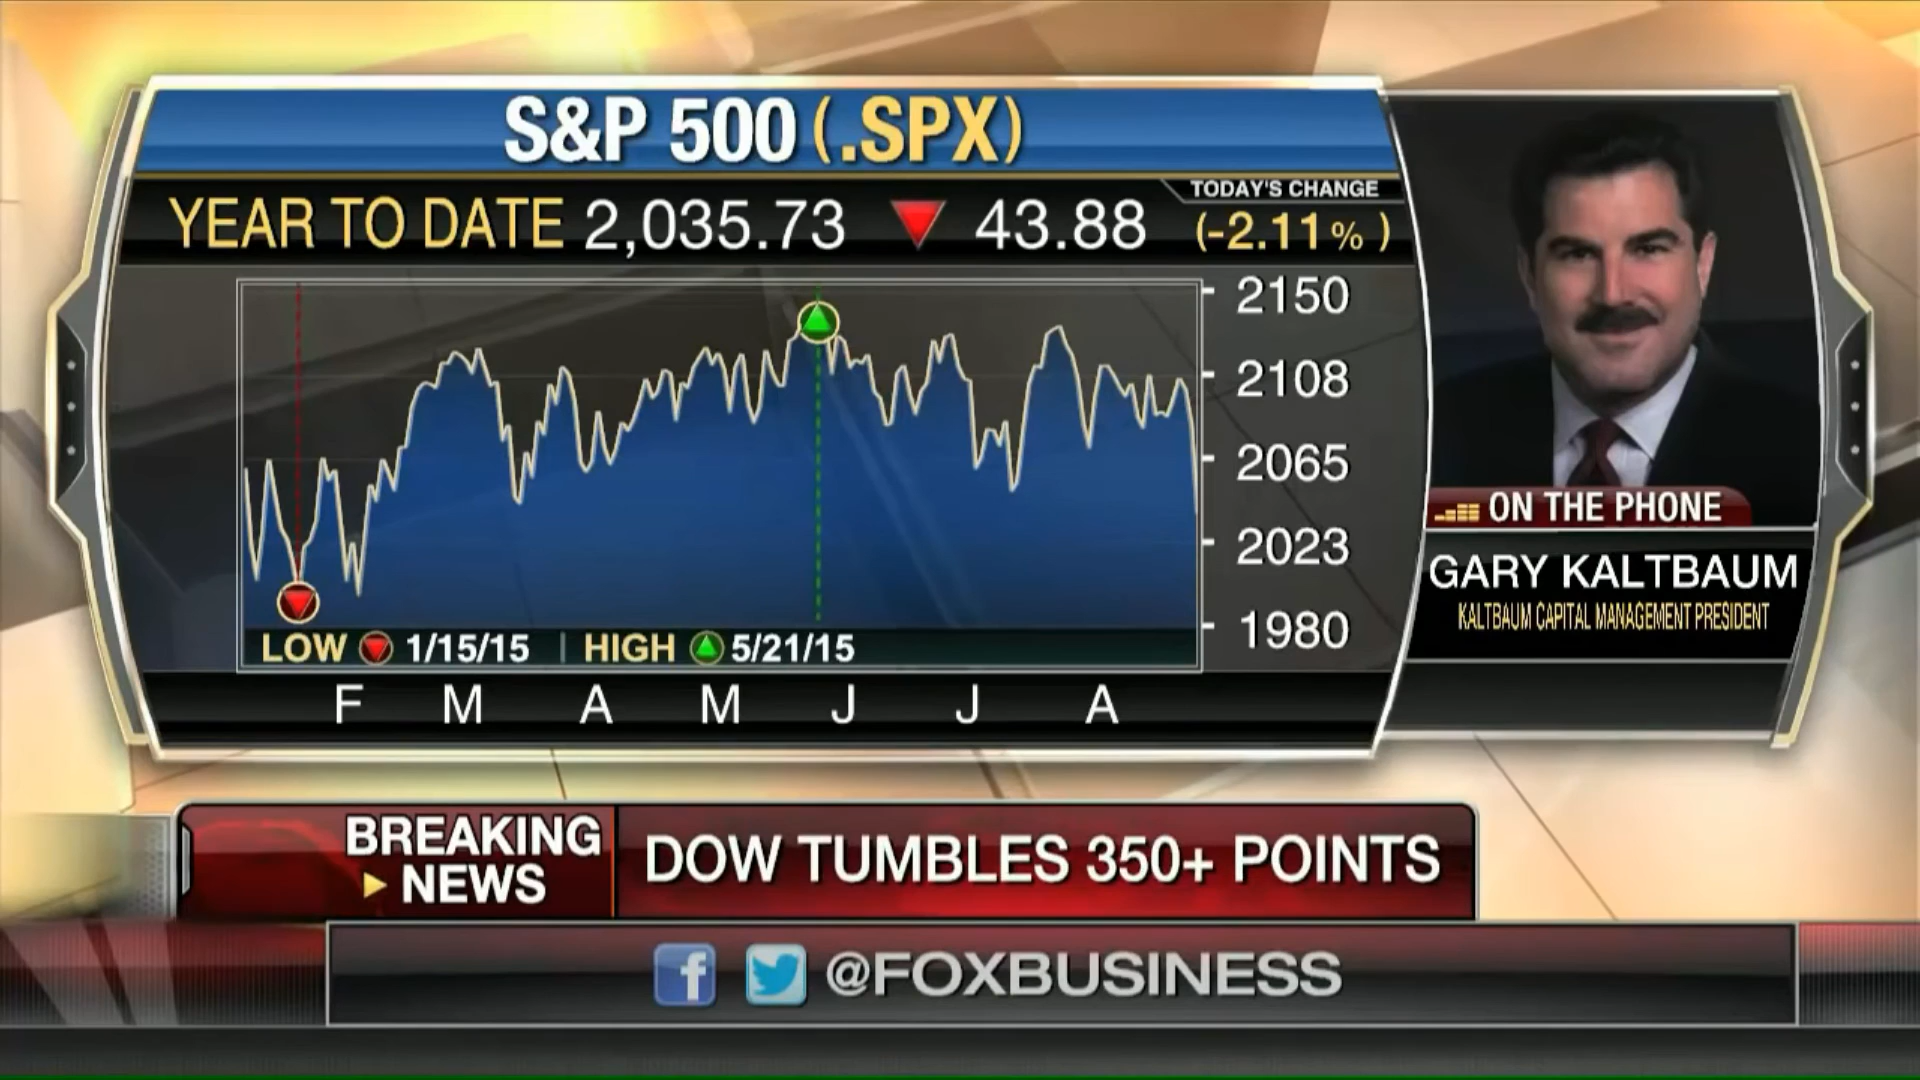 S&P 500 (.SPX)
TODAY'S CHANGE
YEAR TO DATE 2,035.73 ▼ 43.88 (-2.11% )
2150
2108
2065
2023
1980
LOW 1/15/15 | HIGH 5/21/15
F M A M J J A
ON THE PHONE
GARY KALTBAUM
KALTBAUM CAPITAL MANAGEMENT PRESIDENT
BREAKING
NEWS
DOW TUMBLES 350+ POINTS
@FOXBUSINESS